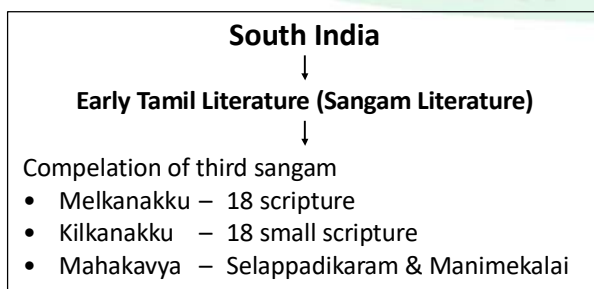 South India
↓
Early Tamil Literature (Sangam Literature)
↓
Compelation of third sangam
• Melkanakku – 18 scripture
• Kilkanakku – 18 small scripture
• Mahakavya – Selappadikaram & Manimekalai